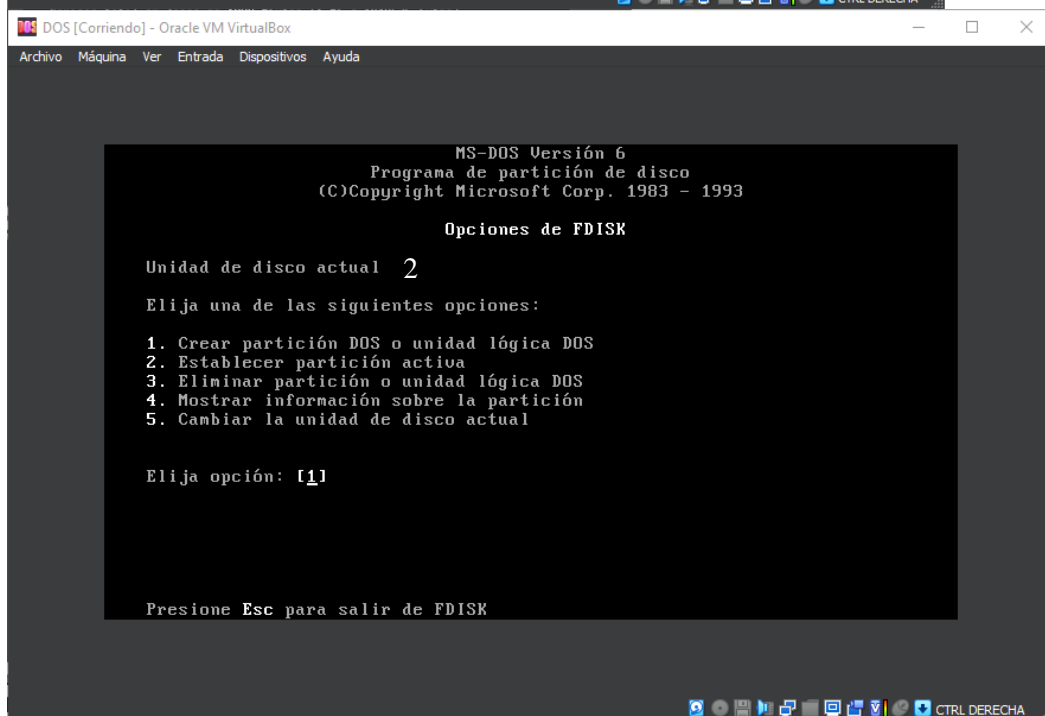 CTRL DERECHA
DOS [Corriendo] - Oracle VM VirtualBox
Archivo Máquina Ver Entrada Dispositivos Ayuda
MS-DOS Versión 6
Programa de partición de disco
(C)Copyright Microsoft Corp. 1983 - 1993
Opciones de FDISK
Unidad de disco actual 2
Elija una de las siguientes opciones:
1. Crear partición DOS o unidad lógica DOS
2. Establecer partición activa
3. Eliminar partición o unidad lógica DOS
4. Mostrar información sobre la partición
5. Cambiar la unidad de disco actual
Elija opción: [1]
Presione Esc para salir de FDISK
CTRL DERECHA